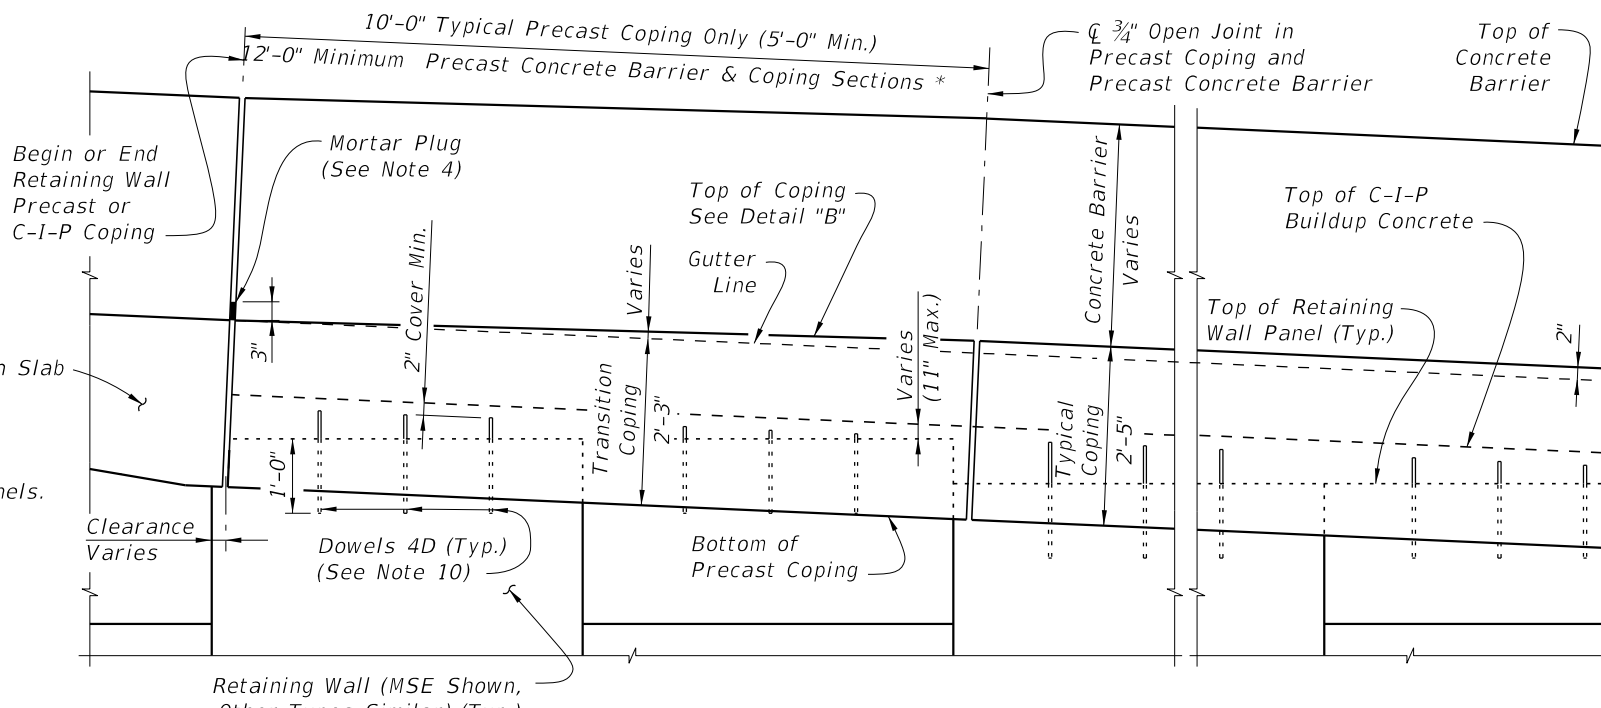 10'-0" Typical Precast Coping Only (5'-0" Min.)
12'-0" Minimum Precast Concrete Barrier & Coping Sections *
℄ ¾" Open Joint in
Precast Coping and
Precast Concrete Barrier
Top of
Concrete
Barrier
Begin or End
Retaining Wall
Precast or
C-I-P Coping
Mortar Plug
(See Note 4)
Top of Coping
See Detail "B"
Gutter
Line
Concrete Barrier
Varies
Top of C-I-P
Buildup Concrete
Top of Retaining
Wall Panel (Typ.)
2"
3"
2" Cover Min.
Varies
Varies
(11" Max.)
Slab
Transition
Coping
2'-3"
Typical
Coping
2'-5"
1'-0"
Clearance
Varies
Dowels 4D (Typ.)
(See Note 10)
Bottom of
Precast Coping
Retaining Wall (MSE Shown,